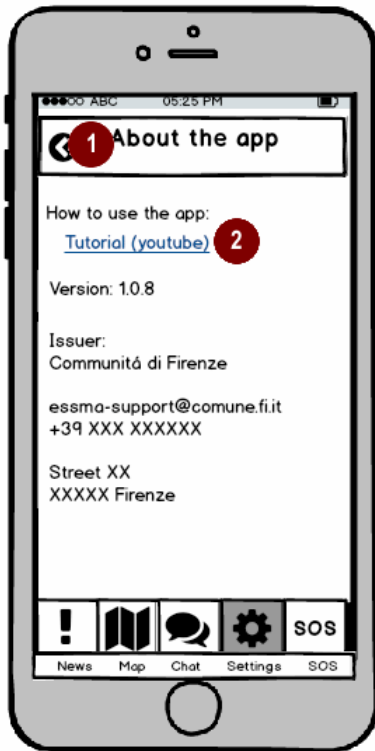 ABC 05:25 PM
1 About the app
How to use the app:
Tutorial (youtube) 2
Version: 1.0.8
Issuer:
Communitá di Firenze
essma-support@comune.fi.it
+39 XXX XXXXXX
Street XX
XXXXX Firenze
! SOS
News Map Chat Settings SOS